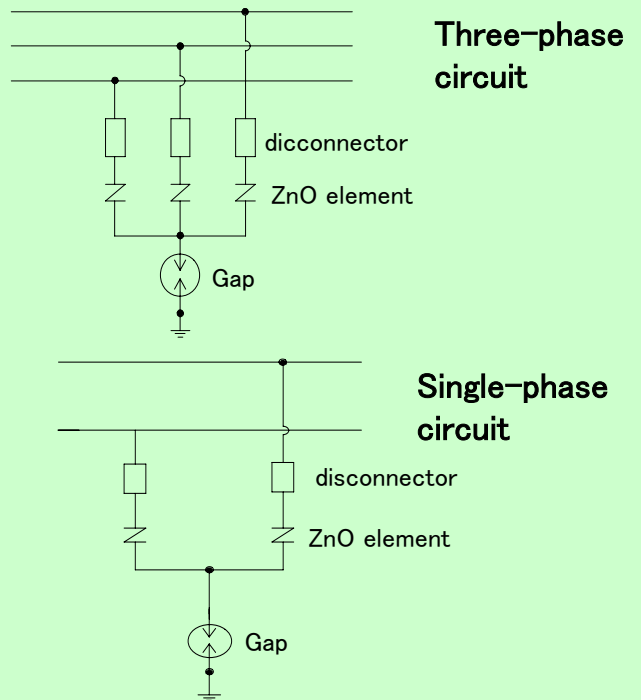 Three-phase
circuit
dicconnector
ZnO element
Gap
Single-phase
circuit
disconnector
ZnO element
Gap